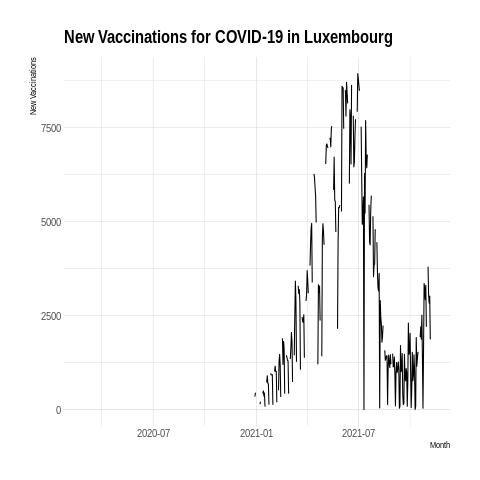 New Vaccinations for COVID-19 in Luxembourg
New Vaccinations
7500
5000
2500
0
2020-07
2021-01
2021-07
Month